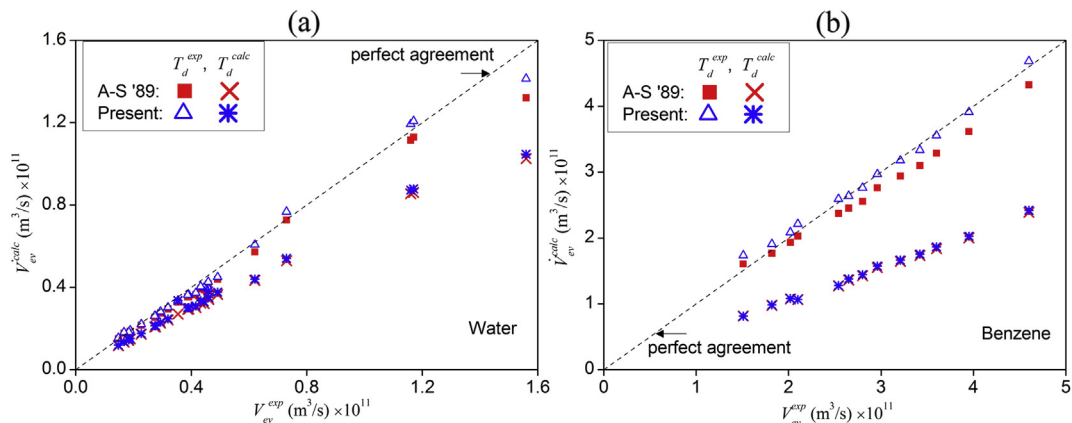 (a)
1.6
1.2
0.8
0.4
0.0
0.0 0.4 0.8 1.2 1.6
V̇_ev^calc (m³/s) ×10¹¹
V_ev^exp (m³/s) ×10¹¹
T_d^exp, T_d^calc
A-S '89:
Present:
perfect agreement
Water
(b)
5
4
3
2
1
0
0 1 2 3 4 5
V̇_ev^calc (m³/s) ×10¹¹
V̇_ev^exp (m³/s) ×10¹¹
T_d^exp, T_d^calc
A-S '89:
Present:
perfect agreement
Benzene